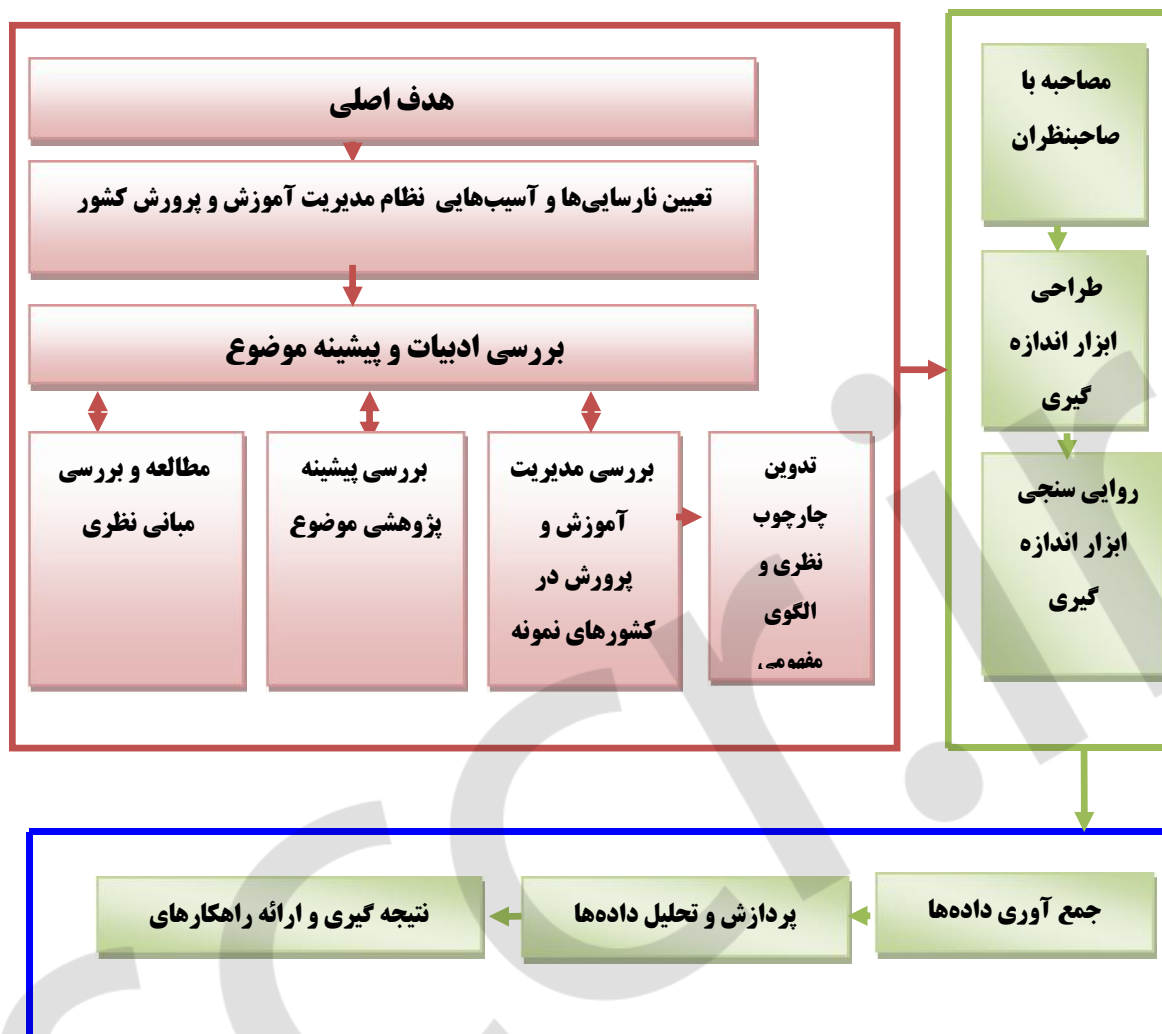 هدف اصلی
تعیین نارسایی‌ها و آسیب‌هایی نظام مدیریت آموزش و پرورش کشور
بررسی ادبیات و پیشینه موضوع
مطالعه و بررسی
مبانی نظری
بررسی پیشینه
پژوهشی موضوع
بررسی مدیریت
آموزش و
پرورش در
کشورهای نمونه
تدوین
چارچوب
نظری و
الگوی
مفهومی
مصاحبه با
صاحبنظران
طراحی
ابزار اندازه
گیری
روایی سنجی
ابزار اندازه
گیری
جمع آوری داده‌ها
پردازش و تحلیل داده‌ها
نتیجه گیری و ارائه راهکارهای
ccr.ir